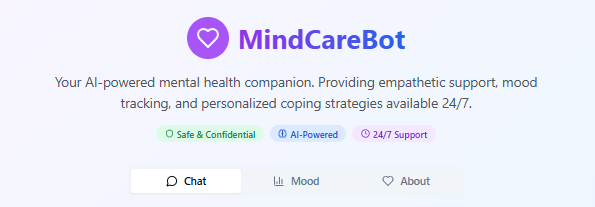 MindCareBot
Your AI-powered mental health companion. Providing empathetic support, mood
tracking, and personalized coping strategies available 24/7.
Safe & Confidential AI-Powered 24/7 Support
Chat Mood About